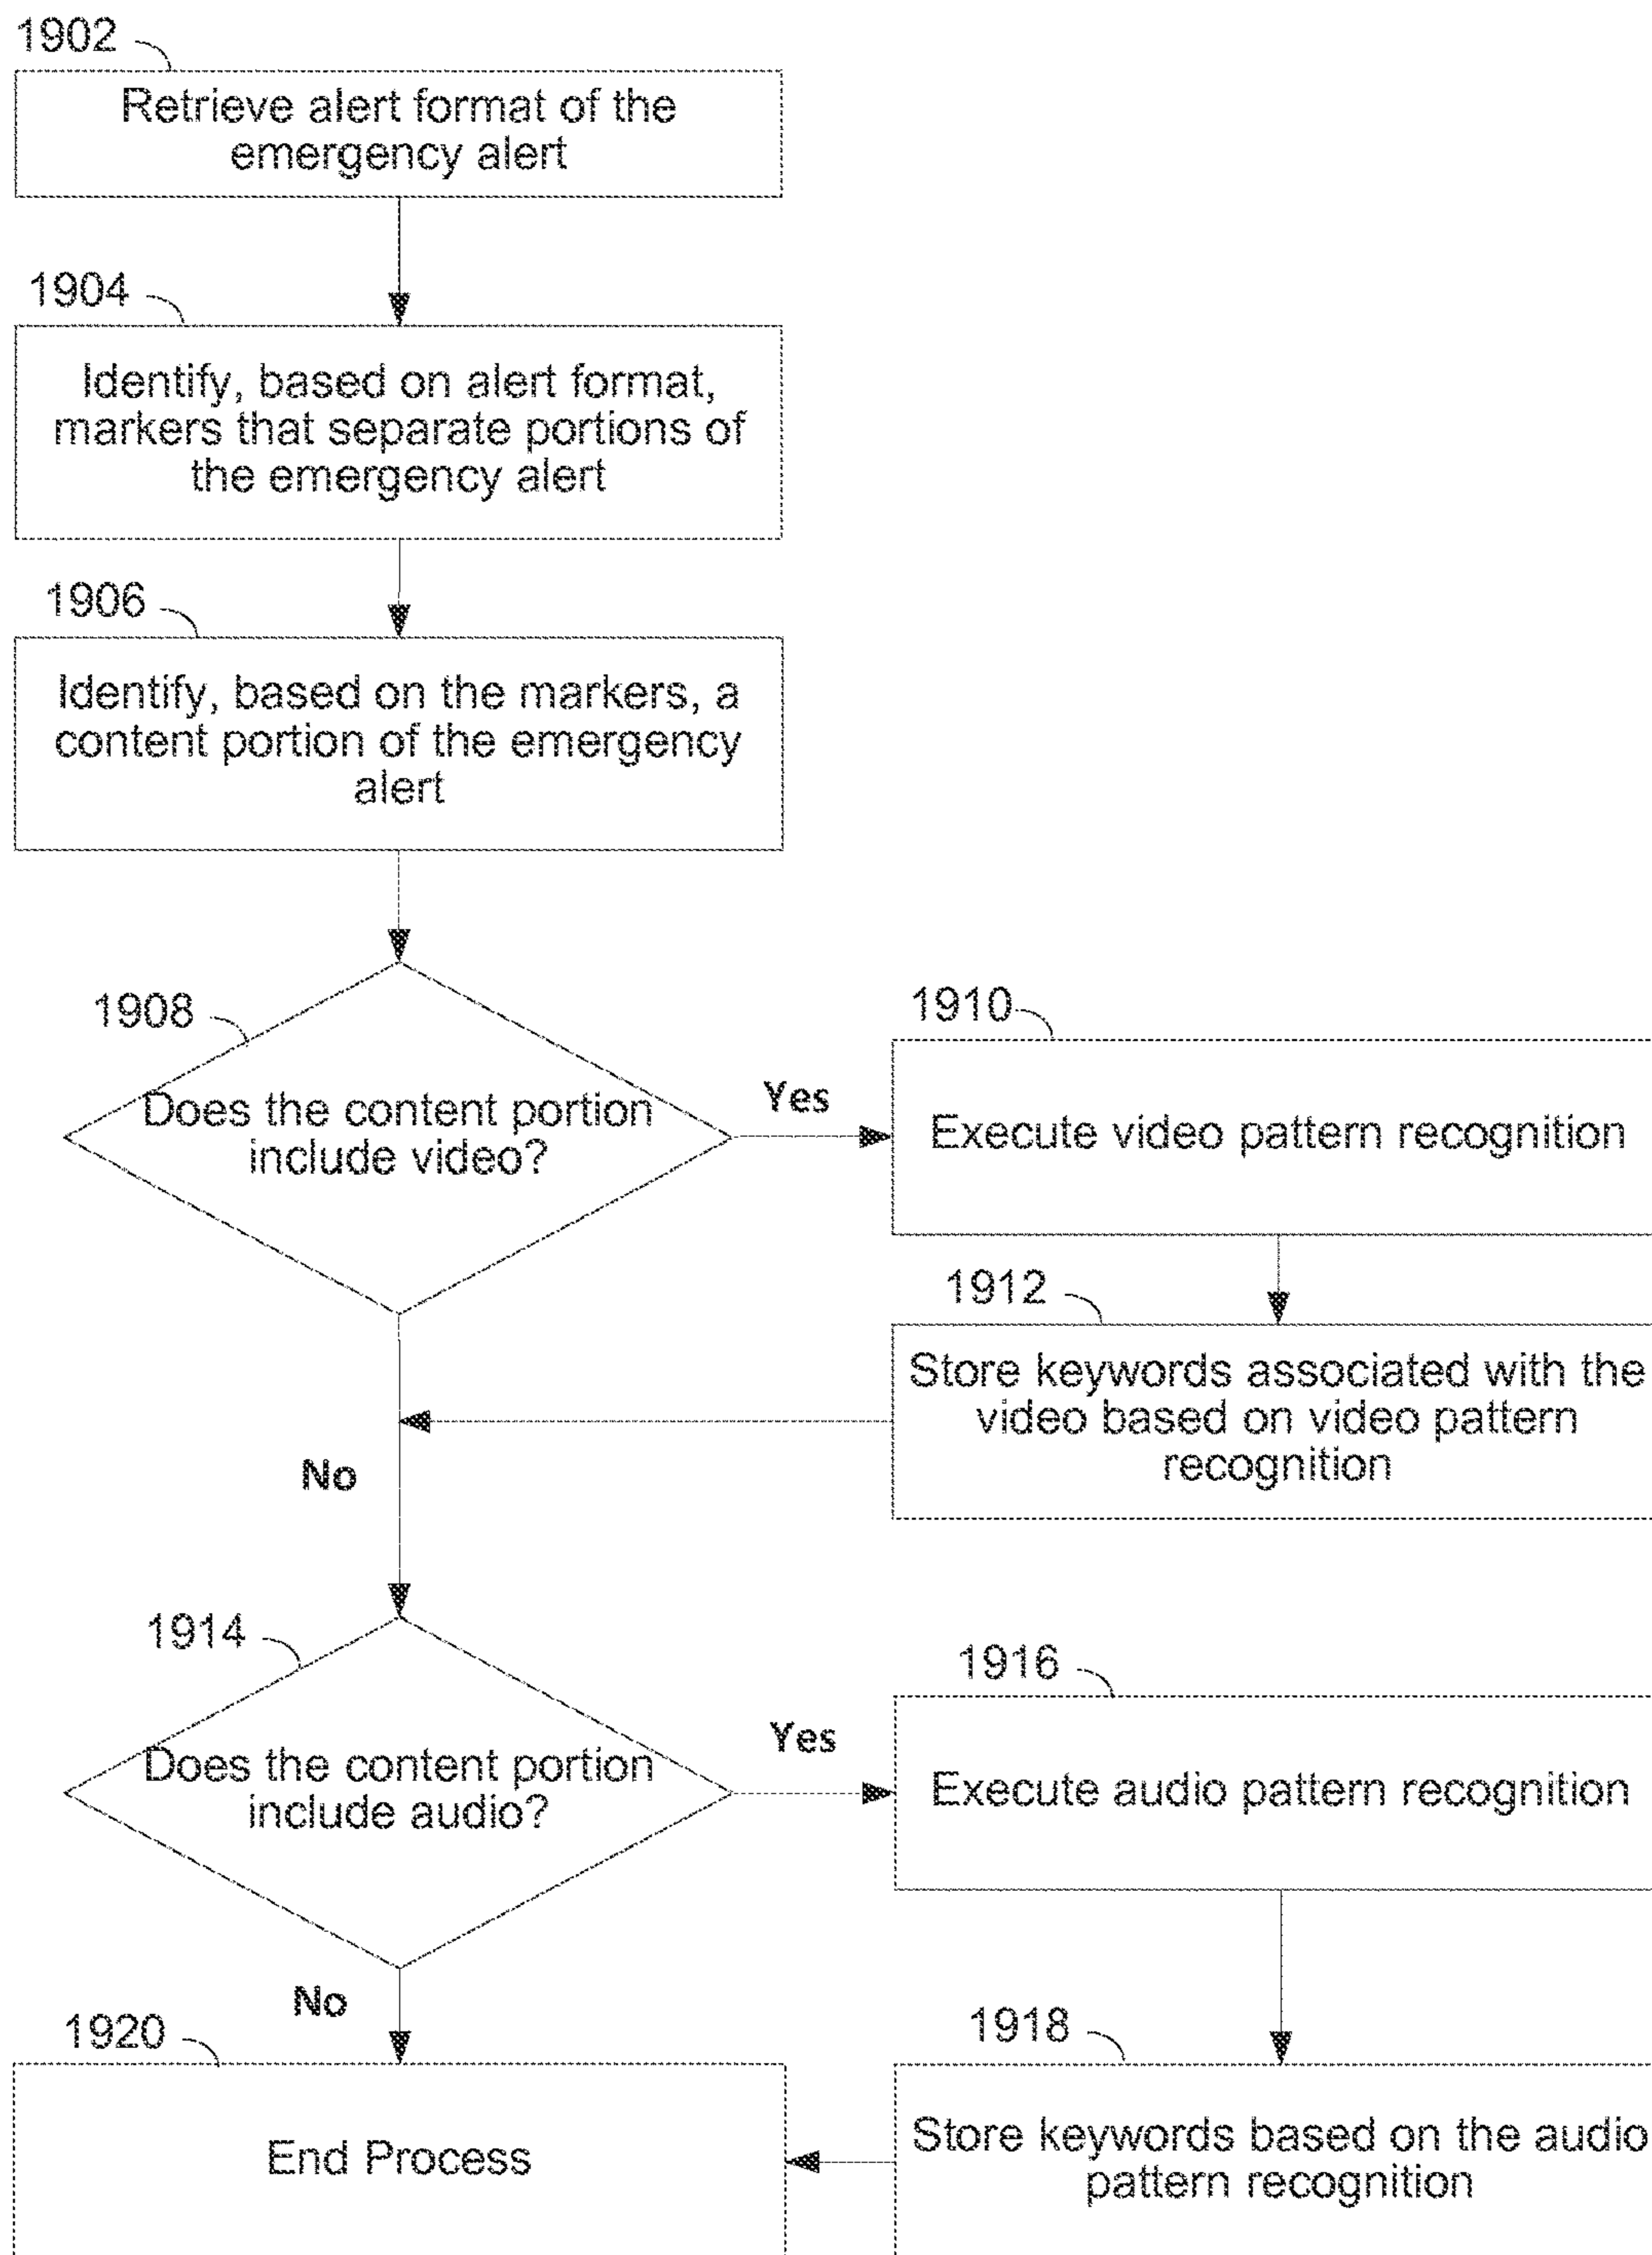 1902
Retrieve alert format of the
emergency alert
1904
Identify, based on alert format,
markers that separate portions of
the emergency alert
1906
Identify, based on the markers, a
content portion of the emergency
alert
1908
Does the content portion
include video?
Yes
1910
Execute video pattern recognition
1912
Store keywords associated with the
video based on video pattern
recognition
No
1914
Does the content portion
include audio?
Yes
1916
Execute audio pattern recognition
No
1918
Store keywords based on the audio
pattern recognition
1920
End Process